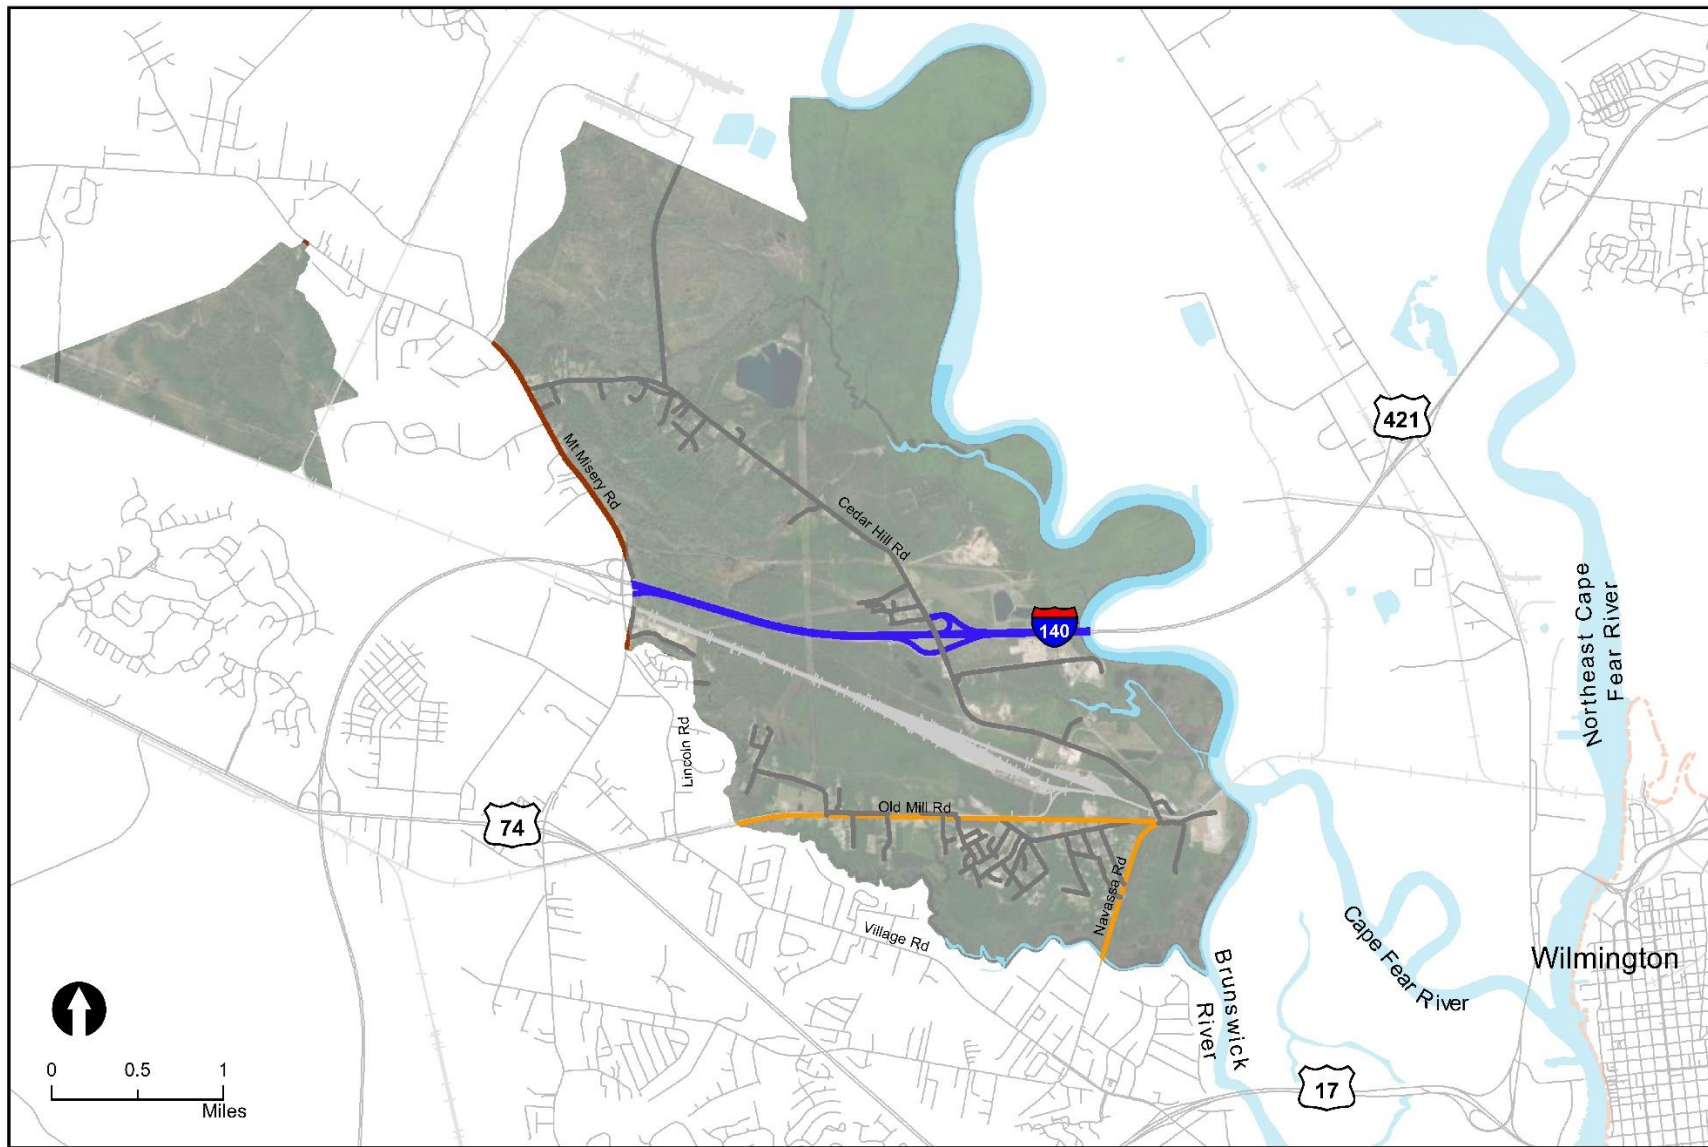 421
Mt Misery Rd
Cedar Hill Rd
140
Northeast Cape
Fear River
Lincoln Rd
74
Old Mill Rd
Navassa Rd
Village Rd
Cape Fear River
Wilmington
Brunswick
River
0 0.5 1
Miles
17